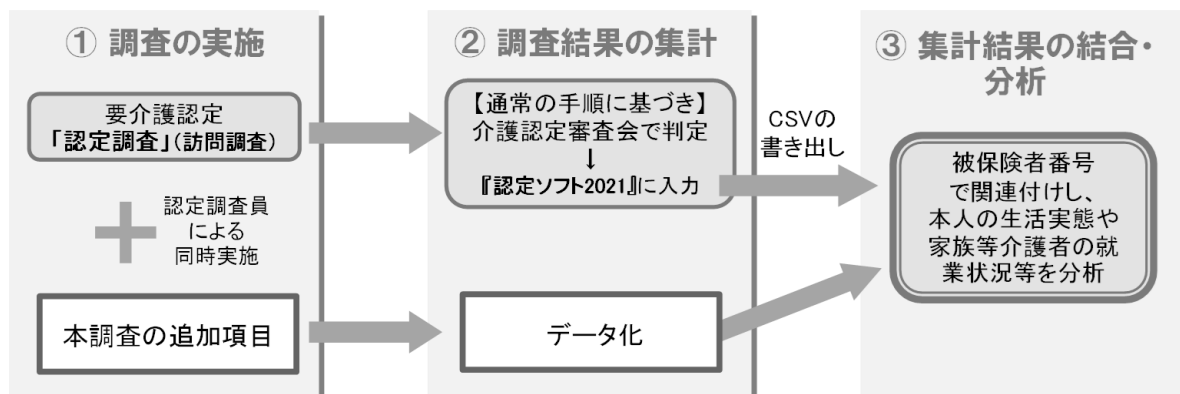 ① 調査の実施
要介護認定
「認定調査」(訪問調査)
認定調査員
による
同時実施
本調査の追加項目
② 調査結果の集計
【通常の手順に基づき】
介護認定審査会で判定
↓
『認定ソフト2021』に入力
データ化
CSVの
書き出し
③ 集計結果の結合・
分析
被保険者番号
で関連付けし、
本人の生活実態や
家族等介護者の就
業状況等を分析